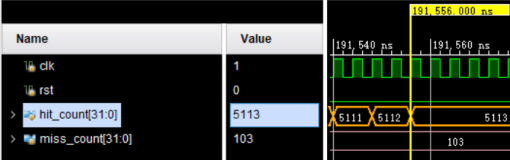 191,556.000 ns
Name Value
191,540 ns 191,560 ns
clk 1
rst 0
hit_count[31:0] 5113 5111 5112 5113
miss_count[31:0] 103 103